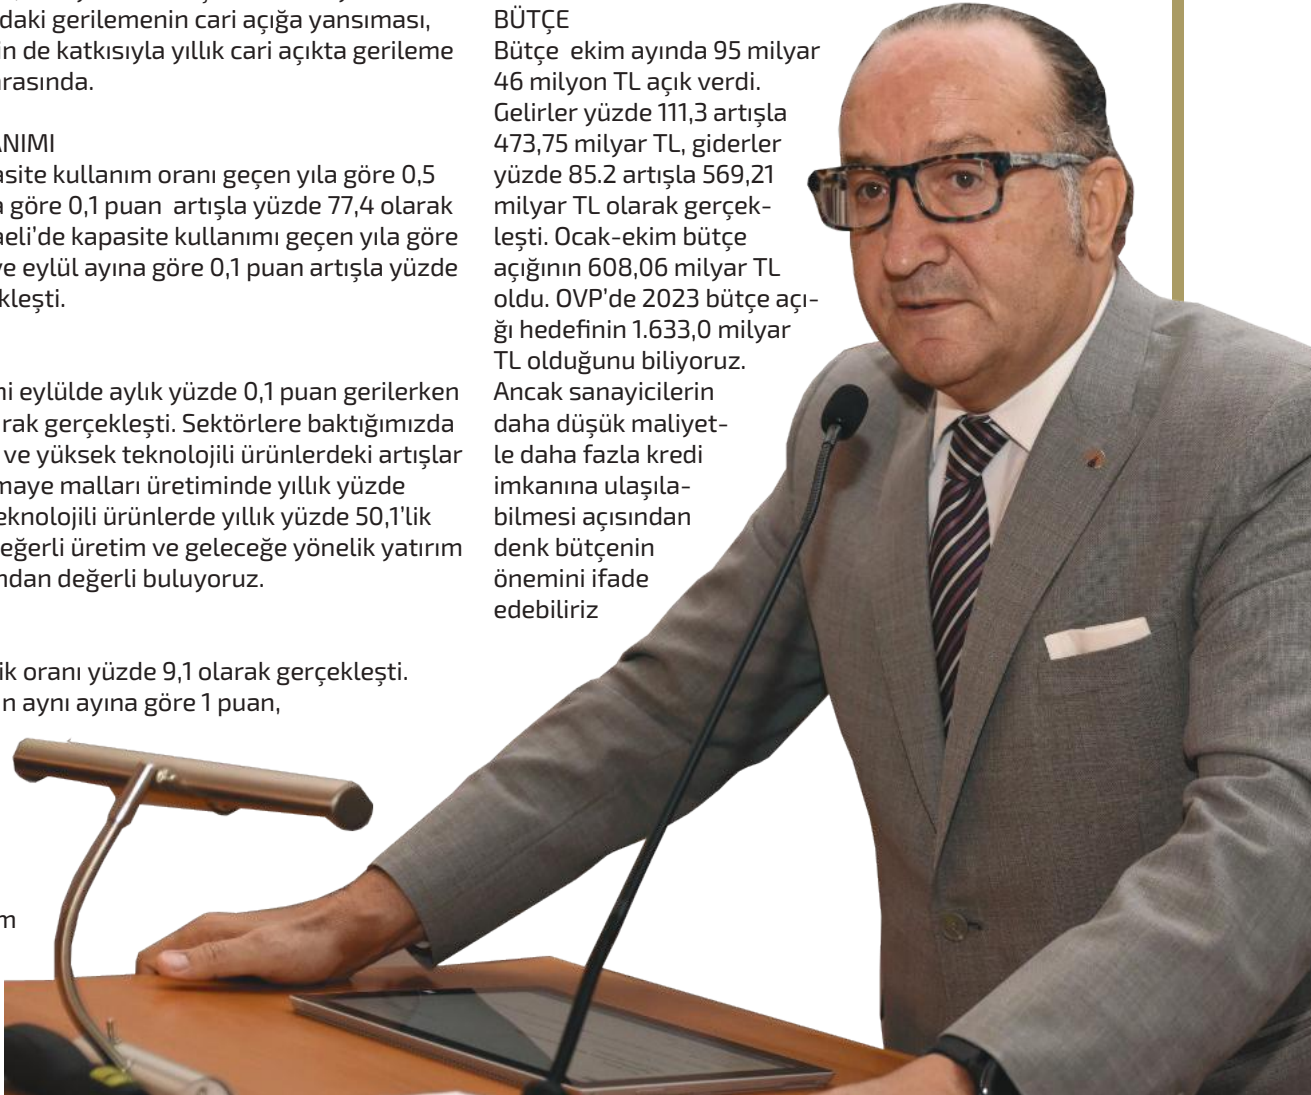 daki gerilemenin cari açığa yansıması,
in de katkısıyla yıllık cari açıkta gerileme
arasında.
ANIMI
asite kullanım oranı geçen yıla göre 0,5
a göre 0,1 puan artışla yüzde 77,4 olarak
aeli’de kapasite kullanımı geçen yıla göre
ve eylül ayına göre 0,1 puan artışla yüzde
kleşti.
ni eylülde aylık yüzde 0,1 puan gerilerken
arak gerçekleşti. Sektörlere baktığımızda
ve yüksek teknolojili ürünlerdeki artışlar
maye malları üretiminde yıllık yüzde
eknolojili ürünlerde yıllık yüzde 50,1’lik
eğerli üretim ve geleceğe yönelik yatırım
ından değerli buluyoruz.
ik oranı yüzde 9,1 olarak gerçekleşti.
n aynı ayına göre 1 puan,
m
BÜTÇE
Bütçe ekim ayında 95 milyar
46 milyon TL açık verdi.
Gelirler yüzde 111,3 artışla
473,75 milyar TL, giderler
yüzde 85.2 artışla 569,21
milyar TL olarak gerçek-
leşti. Ocak-ekim bütçe
açığının 608,06 milyar TL
oldu. OVP’de 2023 bütçe açı-
ğı hedefinin 1.633,0 milyar
TL olduğunu biliyoruz.
Ancak sanayicilerin
daha düşük maliyet-
le daha fazla kredi
imkanına ulaşıla-
bilmesi açısından
denk bütçenin
önemini ifade
edebiliriz